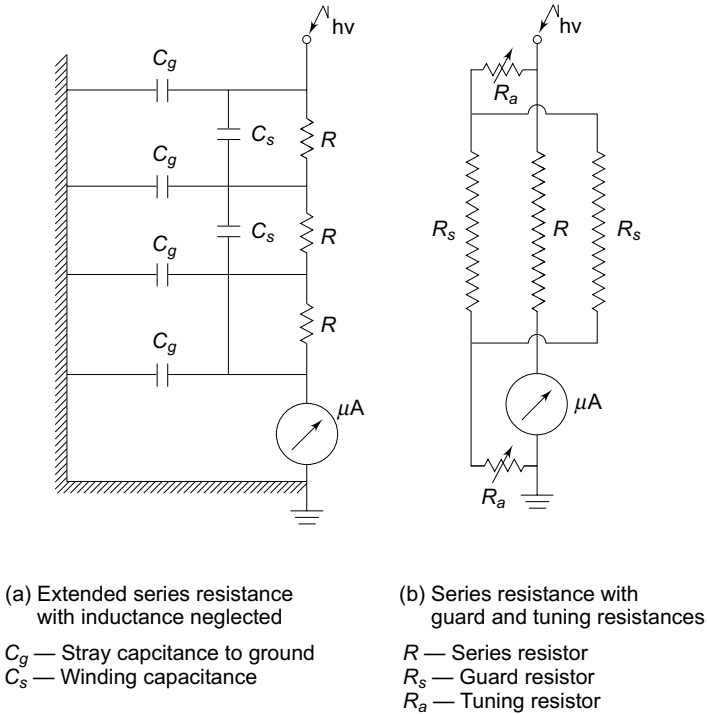 hv
C_g
C_s
R
C_g
C_s
R
C_g
R
C_g
μA
hv
R_a
R_s
R
R_s
μA
R_a
(a) Extended series resistance
with inductance neglected
C_g — Stray capcitance to ground
C_s — Winding capacitance
(b) Series resistance with
guard and tuning resistances
R — Series resistor
R_s — Guard resistor
R_a — Tuning resistor